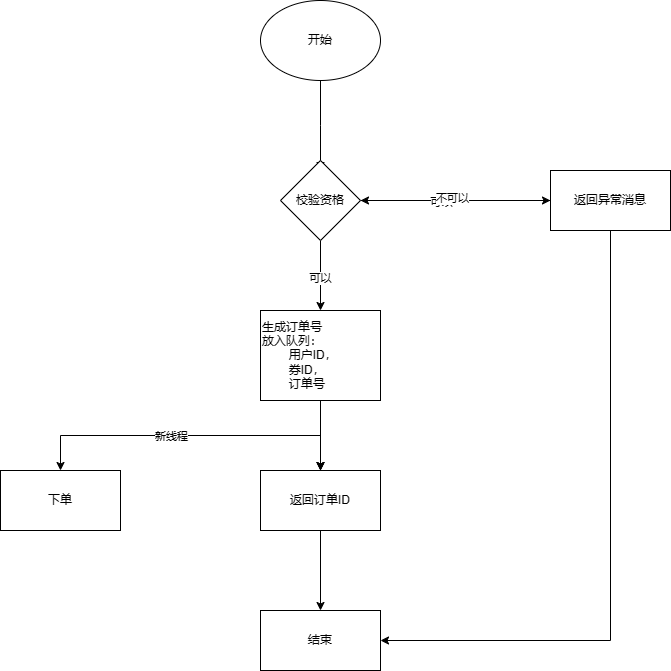 开始
校验资格
不可以
返回异常消息
可以
生成订单号
放入队列：
用户ID，
券ID，
订单号
新线程
下单
返回订单ID
结束